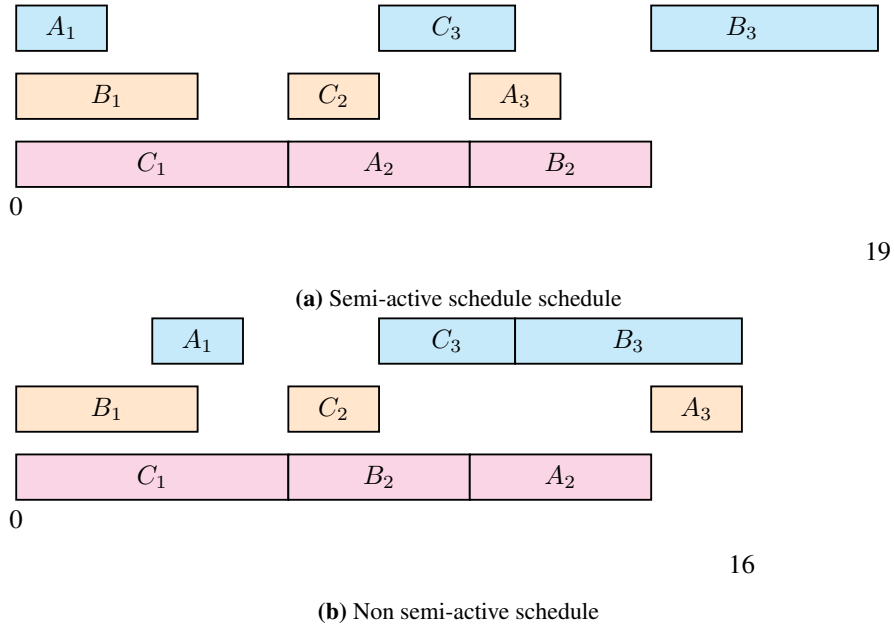 A₁ C₃ B₃
B₁ C₂ A₃
C₁ A₂ B₂
0
19
(a) Semi-active schedule schedule
A₁ C₃ B₃
B₁ C₂ A₃
C₁ B₂ A₂
0
16
(b) Non semi-active schedule